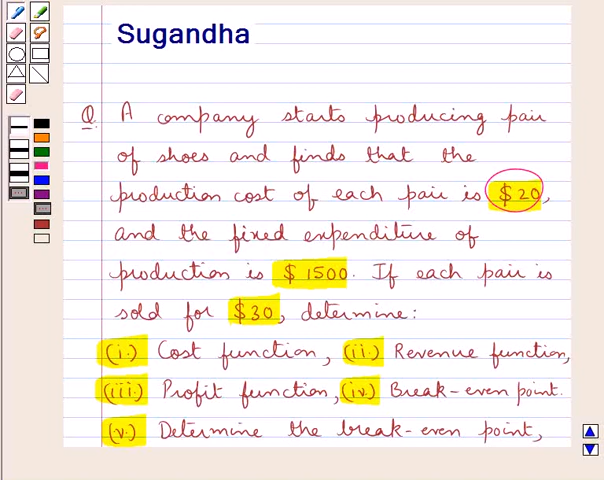 Sugandha
Q. A company starts producing pair
of shoes and finds that the
production cost of each pair is $20,
and the fixed expenditure of
production is $1500. If each pair is
sold for $30, determine:
(i.) Cost function, (ii.) Revenue function,
(iii.) Profit function, (iv.) Break-even point.
(v.) Determine the break-even point,